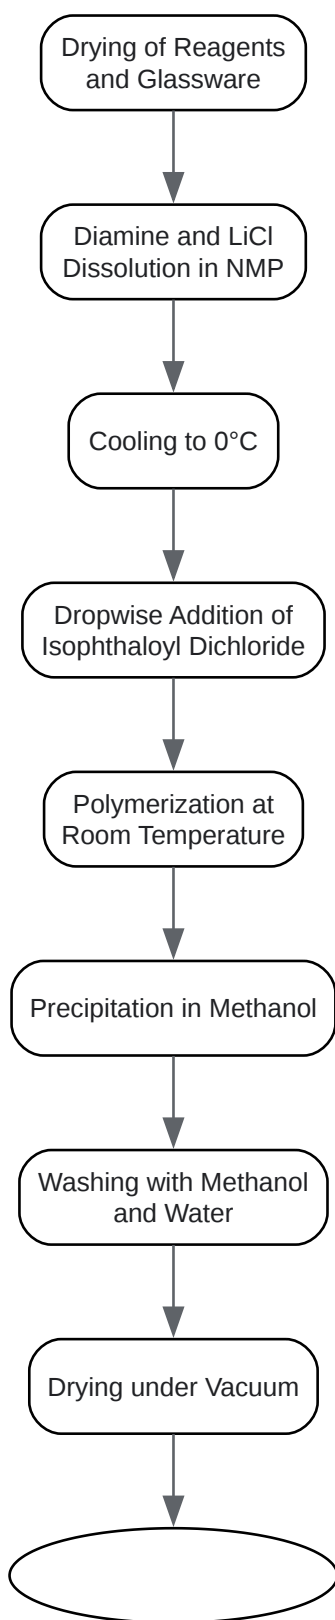 Drying of Reagents
and Glassware
Diamine and LiCl
Dissolution in NMP
Cooling to 0°C
Dropwise Addition of
Isophthaloyl Dichloride
Polymerization at
Room Temperature
Precipitation in Methanol
Washing with Methanol
and Water
Drying under Vacuum